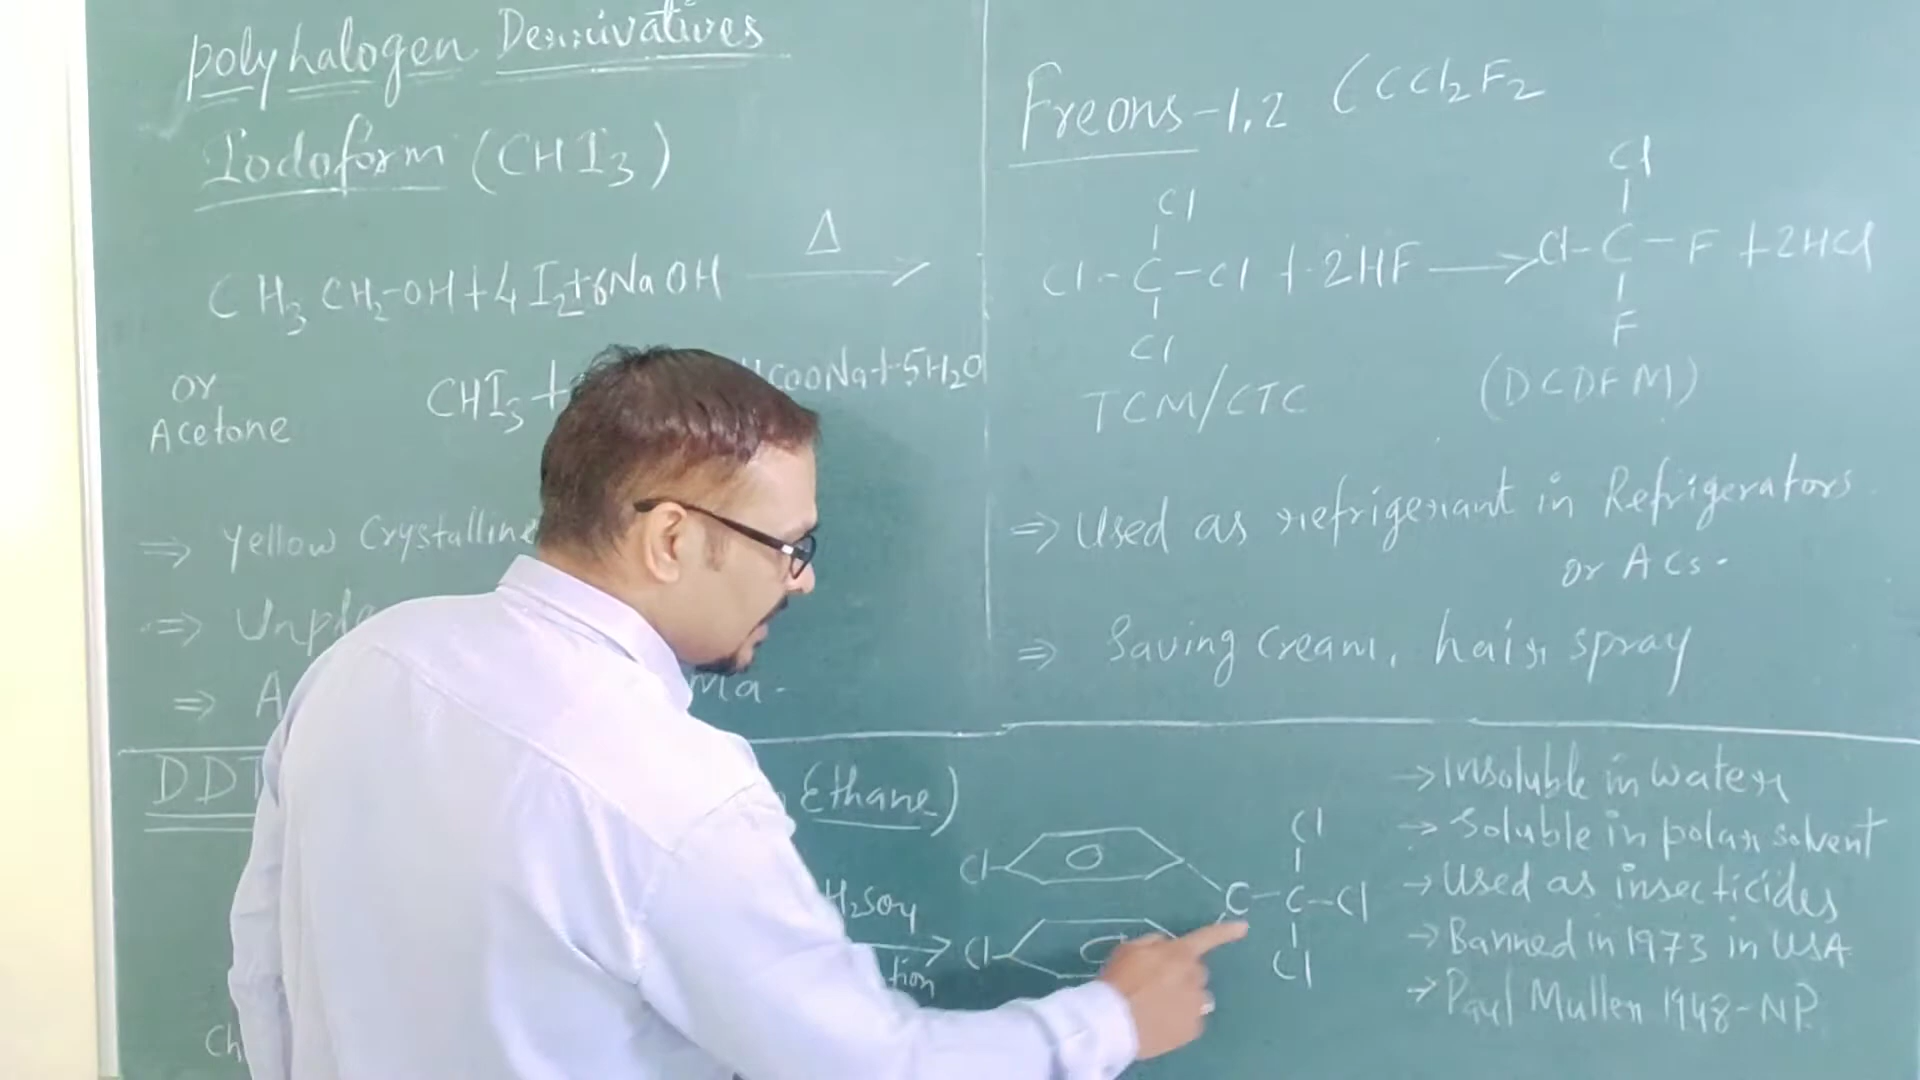 polyhalogen Derivatives
Iodoform (CHI3)
CH3 CH2-OH + 4 I2 + 6NaOH Δ →
or
Acetone
CHI3 + COONa + 5H2O
⇒ Yellow Crystalline
⇒
⇒ A
Freons-1,2 (CCl2F2
Cl
Cl-C-Cl + 2HF → Cl-C-F + 2HCl
Cl
Cl
F
TCM/CTC
(DCDFM)
⇒ Used as refrigerant in Refrigerators
or ACs.
⇒ Saving Cream, hair spray
DDT
Ethane)
H2SO4
Cl
Cl
C-C-Cl
Cl
Cl
Ch
→ Insoluble in water
→ Soluble in polar solvent
→ Used as insecticides
→ Banned in 1973 in USA
→ Paul Muller 1948-NP.